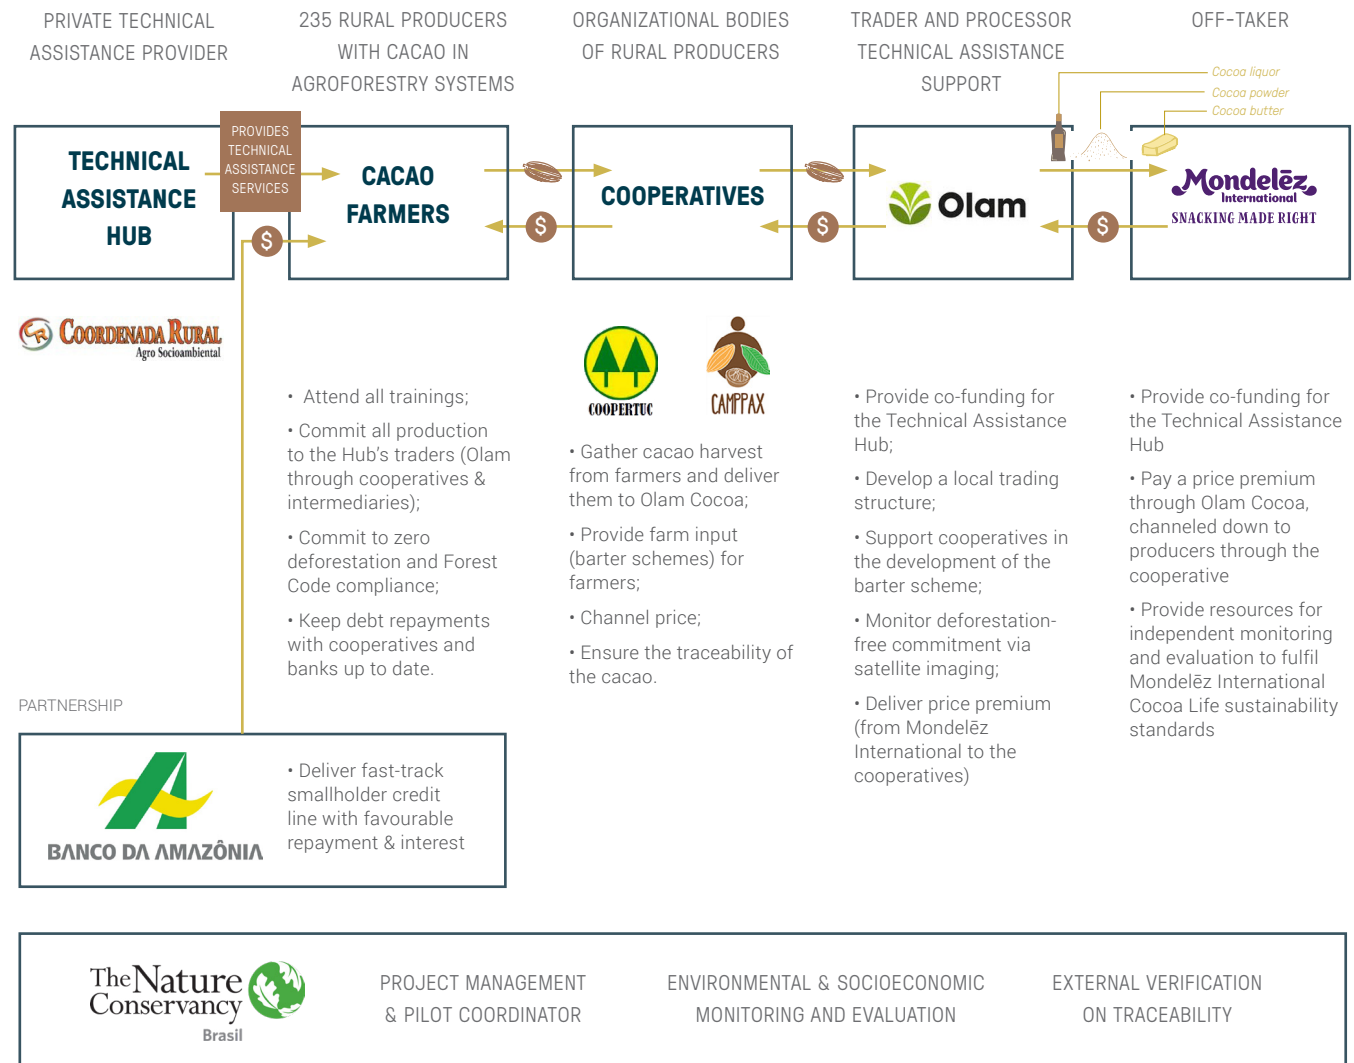 PRIVATE TECHNICAL
ASSISTANCE PROVIDER
235 RURAL PRODUCERS
WITH CACAO IN
AGROFORESTRY SYSTEMS
ORGANIZATIONAL BODIES
OF RURAL PRODUCERS
TRADER AND PROCESSOR
TECHNICAL ASSISTANCE
SUPPORT
OFF-TAKER
Cocoa liquor
Cocoa powder
Cocoa butter
TECHNICAL
ASSISTANCE
HUB
PROVIDES
TECHNICAL
ASSISTANCE
SERVICES
$
CACAO
FARMERS
$
COOPERATIVES
$
Olam
$
Mondelēz
International
SNACKING MADE RIGHT
CR COORDENADA RURAL
Agro Socioambiental
• Attend all trainings;
• Commit all production
to the Hub's traders (Olam
through cooperatives &
intermediaries);
• Commit to zero
deforestation and Forest
Code compliance;
• Keep debt repayments
with cooperatives and
banks up to date.
COOPERTUC
CAMPPAX
• Gather cacao harvest
from farmers and deliver
them to Olam Cocoa;
• Provide farm input
(barter schemes) for
farmers;
• Channel price;
• Ensure the traceability of
the cacao.
• Provide co-funding for
the Technical Assistance
Hub;
• Develop a local trading
structure;
• Support cooperatives in
the development of the
barter scheme;
• Monitor deforestation-
free commitment via
satellite imaging;
• Deliver price premium
(from Mondelēz
International to the
cooperatives)
• Provide co-funding for
the Technical Assistance
Hub
• Pay a price premium
through Olam Cocoa,
channeled down to
producers through the
cooperative
• Provide resources for
independent monitoring
and evaluation to fulfil
Mondelēz International
Cocoa Life sustainability
standards
PARTNERSHIP
BANCO DA AMAZÔNIA
• Deliver fast-track
smallholder credit
line with favourable
repayment & interest
The Nature
Conservancy
Brasil
PROJECT MANAGEMENT
& PILOT COORDINATOR
ENVIRONMENTAL & SOCIOECONOMIC
MONITORING AND EVALUATION
EXTERNAL VERIFICATION
ON TRACEABILITY